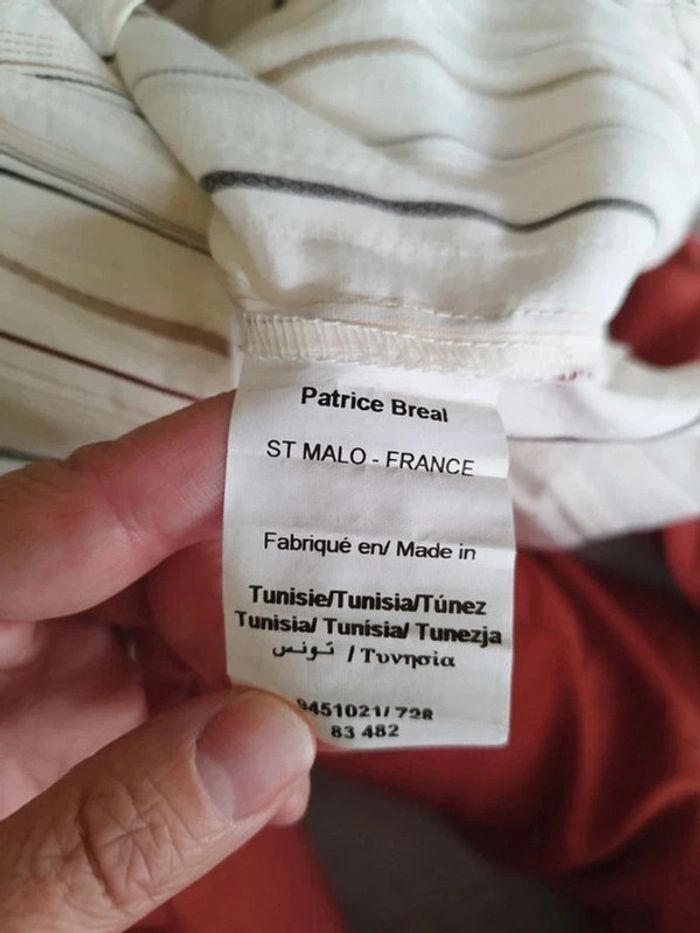 Patrice Breal
ST MALO - FRANCE
Fabriqué en/ Made in
Tunisie/Tunisia/Túnez
Tunisia/ Tunísia/ Tunezja
تونس / Τυνησία
9451021/ 728
83 482